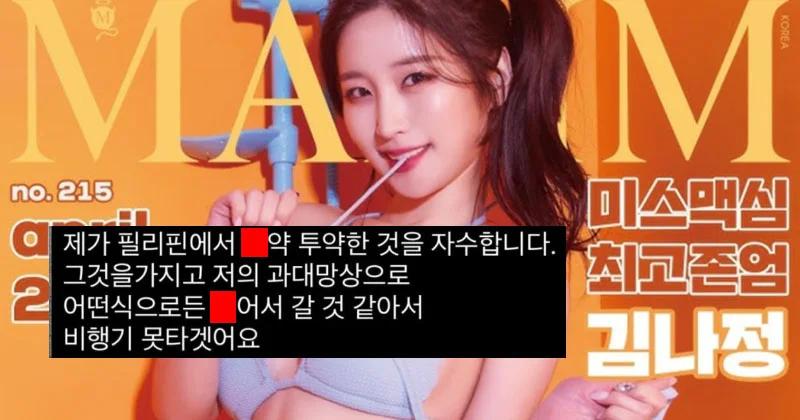 MAXIM
KOREA
no. 215
april
미스맥심
최고존엄
김나정
제가 필리핀에서 약 투약한 것을 자수합니다.
그것을가지고 저의 과대망상으로
어떤식으로든 어서 갈 것 같아서
비행기 못타겟어요